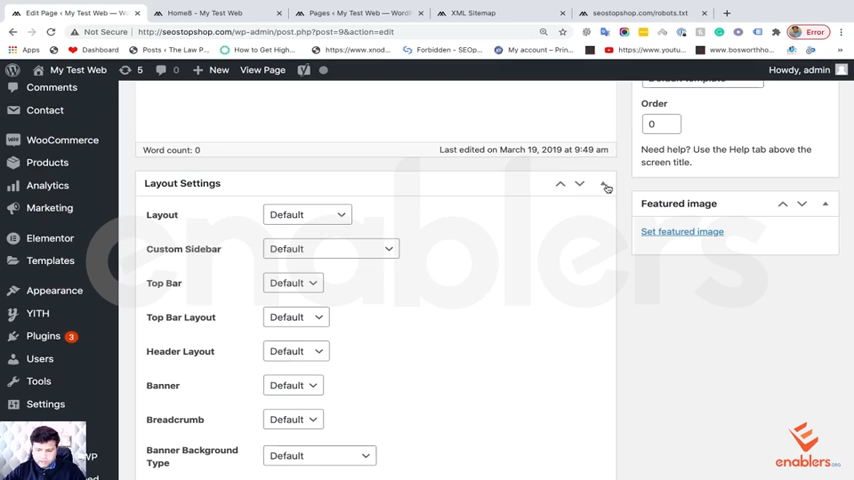 Edit Page ‹ My Test Web — W
Home8 - My Test Web
Pages ‹ My Test Web — WordP
XML Sitemap
seostopshop.com/robots.txt
Not Secure
http://seostopshop.com/wp-admin/post.php?post=9&action=edit
Error
Apps
Dashboard
Posts ‹ The Law P...
How to Get Highe...
https://www.xnod...
Forbidden - SEOp...
My account – Prim...
https://www.youtu...
www.bosworthho...
My Test Web
5
0
New
View Page
Howdy, admin
Comments
Contact
WooCommerce
Products
Analytics
Marketing
Elementor
Templates
Appearance
YITH
Plugins 3
Users
Tools
Settings
WP
Word count: 0
Last edited on March 19, 2019 at 9:49 am
Layout Settings
Layout
Default
Custom Sidebar
Default
Top Bar
Default
Top Bar Layout
Default
Header Layout
Default
Banner
Default
Breadcrumb
Default
Banner Background
Type
Default
Default template
Order
0
Need help? Use the Help tab above the
screen title.
Featured image
Set featured image
enablers
enablers.ORG